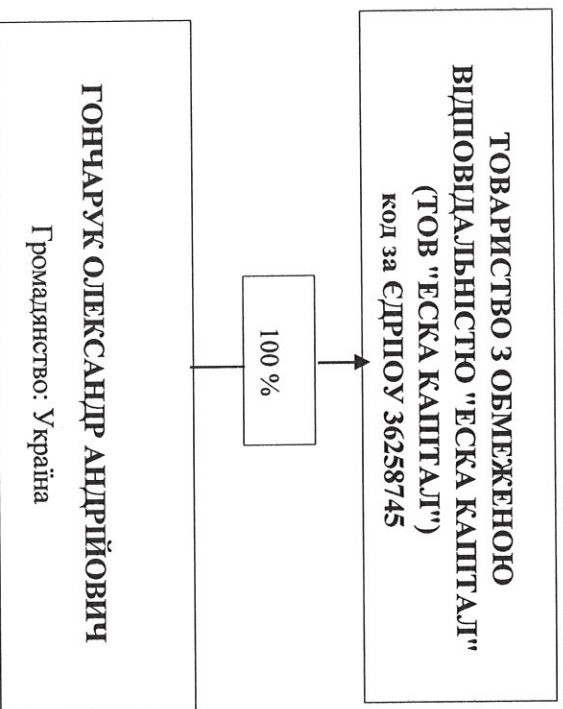 ТОВАРИСТВО З ОБМЕЖЕНОЮ
ВІДПОВІДАЛЬНІСТЮ "ЕСКА КАПІТАЛ"
(ТОВ "ЕСКА КАПІТАЛ")
код за ЄДРПОУ 36258745
100 %
ГОНЧАРУК ОЛЕКСАНДР АНДРІЙОВИЧ
Громадянство: Україна